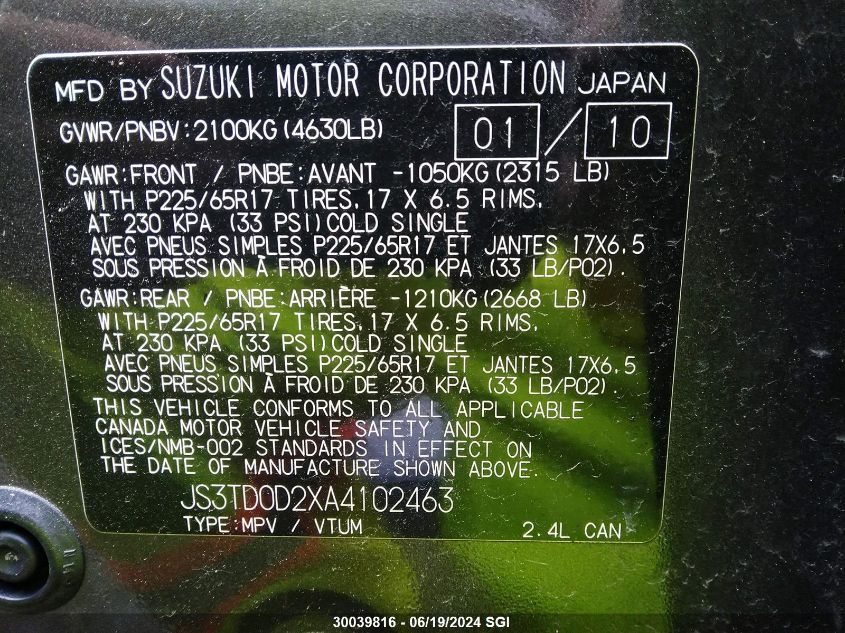 MFD BY SUZUKI MOTOR CORPORATION JAPAN
GVWR/PNBV:2100KG(4630LB) 01 / 10
GAWR:FRONT / PNBE:AVANT -1050KG(2315 LB)
WITH P225/65R17 TIRES,17 X 6.5 RIMS,
AT 230 KPA (33 PSI)COLD SINGLE
AVEC PNEUS SIMPLES P225/65R17 ET JANTES 17X6.5
SOUS PRESSION À FROID DE 230 KPA (33 LB/PO2).
GAWR:REAR / PNBE:ARRIÈRE -1210KG(2668 LB)
WITH P225/65R17 TIRES,17 X 6.5 RIMS,
AT 230 KPA (33 PSI)COLD SINGLE
AVEC PNEUS SIMPLES P225/65R17 ET JANTES 17X6.5
SOUS PRESSION À FROID DE 230 KPA (33 LB/PO2).
THIS VEHICLE CONFORMS TO ALL APPLICABLE
CANADA MOTOR VEHICLE SAFETY AND
ICES/NMB-002 STANDARDS IN EFFECT ON
THE DATE OF MANUFACTURE SHOWN ABOVE.
JS3TD0D2XA4102463
TYPE:MPV / VTUM 2.4L CAN
30039816 - 06/19/2024 SGI